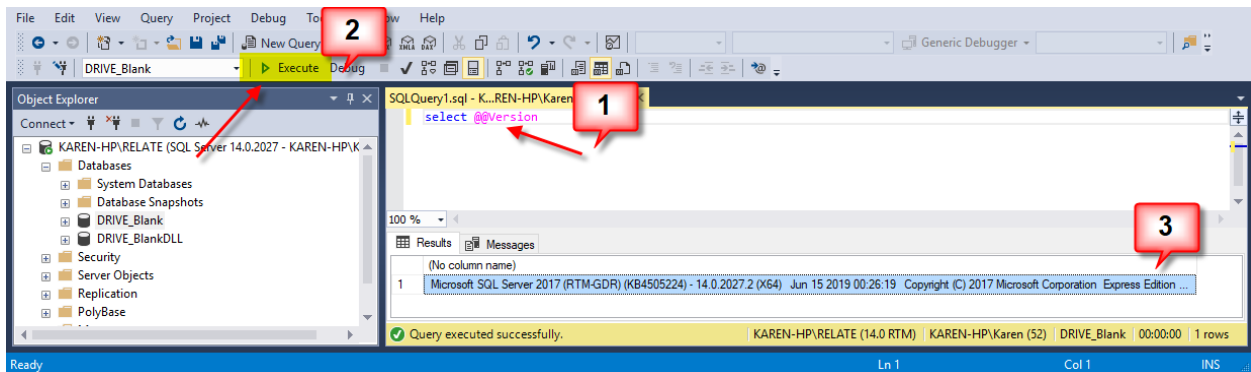 File Edit View Query Project Debug Help
2
New Query
Generic Debugger
DRIVE_Blank Execute Debug
Object Explorer
SQLQuery1.sql - K...REN-HP\Karen
1
Connect
select @@Version
KAREN-HP\RELATE (SQL Server 14.0.2027 - KAREN-HP\K
Databases
System Databases
Database Snapshots
DRIVE_Blank
DRIVE_BlankDLL
Security
Server Objects
Replication
PolyBase
100 %
3
Results Messages
(No column name)
1 Microsoft SQL Server 2017 (RTM-GDR) (KB4505224) - 14.0.2027.2 (X64) Jun 15 2019 00:26:19 Copyright (C) 2017 Microsoft Corporation Express Edition ...
Query executed successfully. KAREN-HP\RELATE (14.0 RTM) KAREN-HP\Karen (52) DRIVE_Blank 00:00:00 1 rows
Ready Ln 1 Col 1 INS